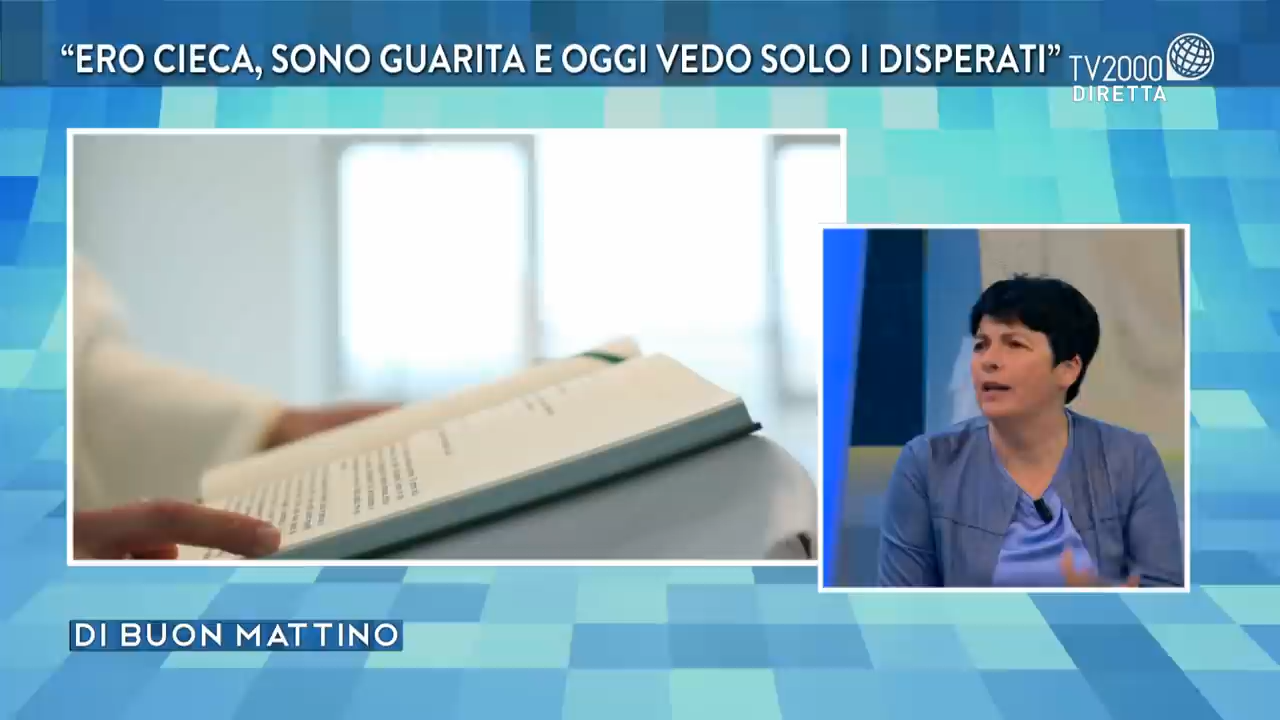 “ERO CIECA, SONO GUARITA E OGGI VEDO SOLO I DISPERATI”
TV2000
DIRETTA
DI BUON MATTINO